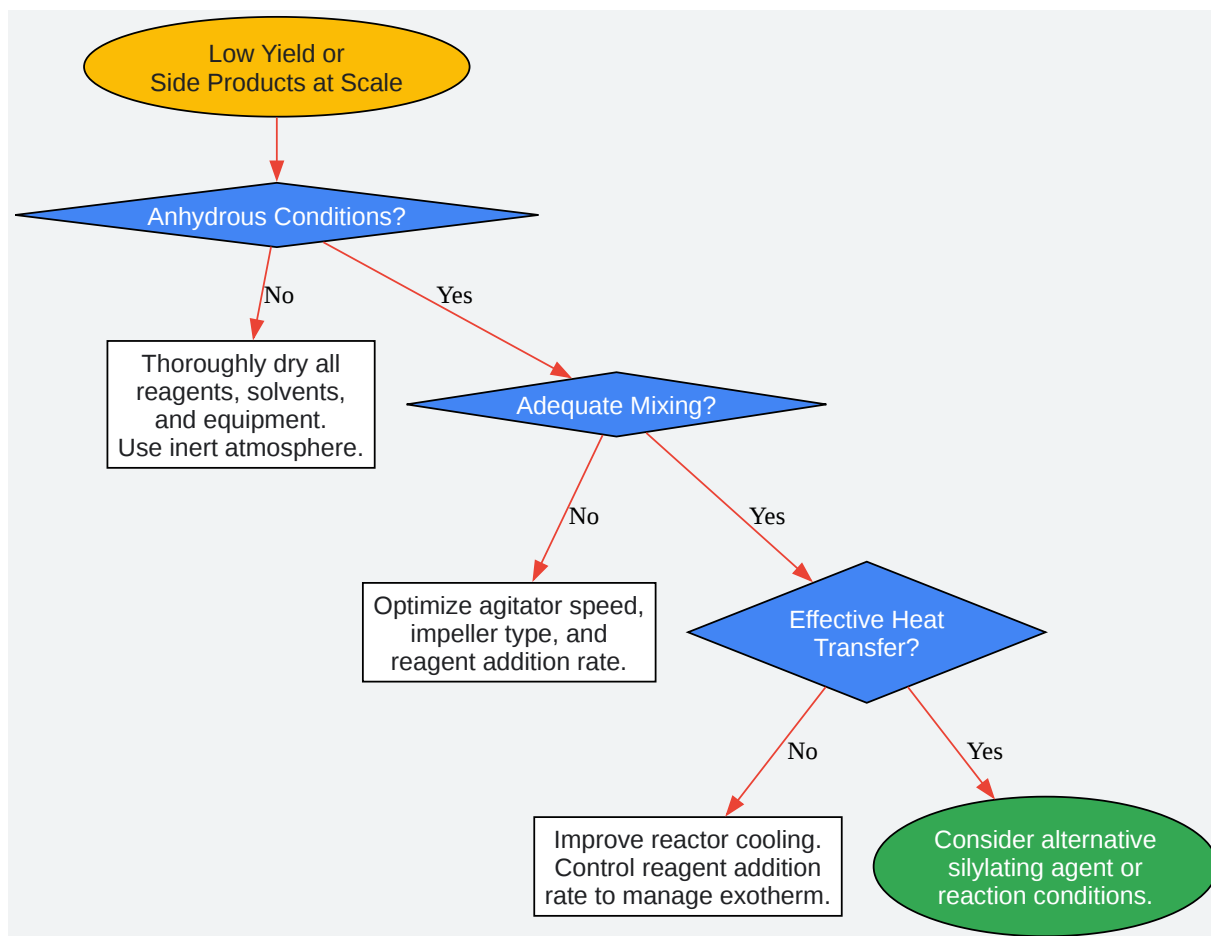 Low Yield or
Side Products at Scale
Anhydrous Conditions?
No
Yes
Thoroughly dry all
reagents, solvents,
and equipment.
Use inert atmosphere.
Adequate Mixing?
No
Yes
Optimize agitator speed,
impeller type, and
reagent addition rate.
Effective Heat
Transfer?
No
Yes
Improve reactor cooling.
Control reagent addition
rate to manage exotherm.
Consider alternative
silylating agent or
reaction conditions.